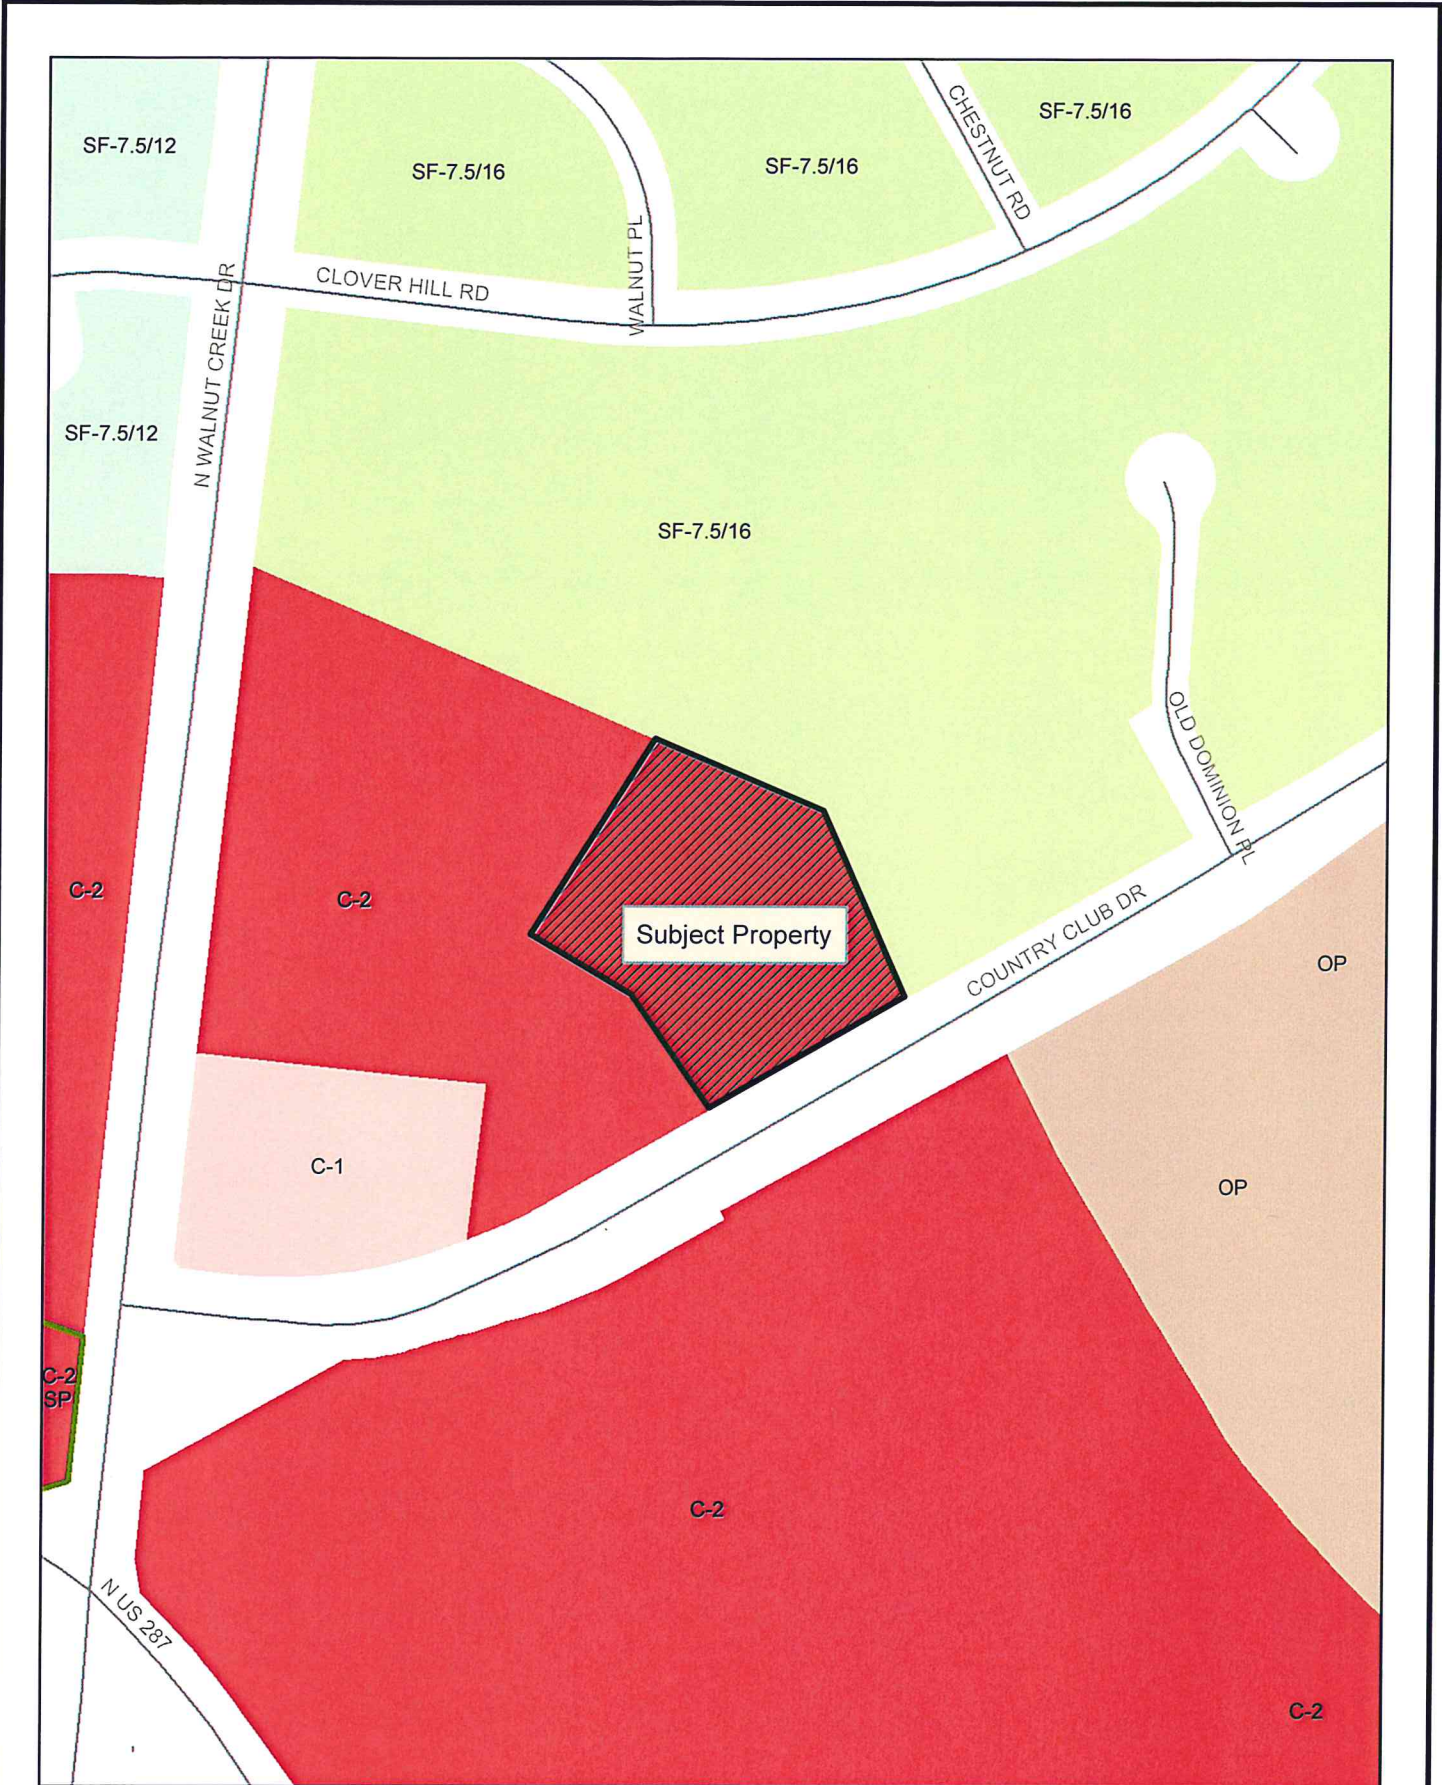 SF-7.5/12
SF-7.5/16
SF-7.5/16
CHESTNUT RD
SF-7.5/16
CLOVER HILL RD
WALNUT PL
N WALNUT CREEK DR
SF-7.5/12
SF-7.5/16
OLD DOMINION PL
C-2
C-2
Subject Property
COUNTRY CLUB DR
OP
C-1
OP
C-2
SP
C-2
N US 287
C-2